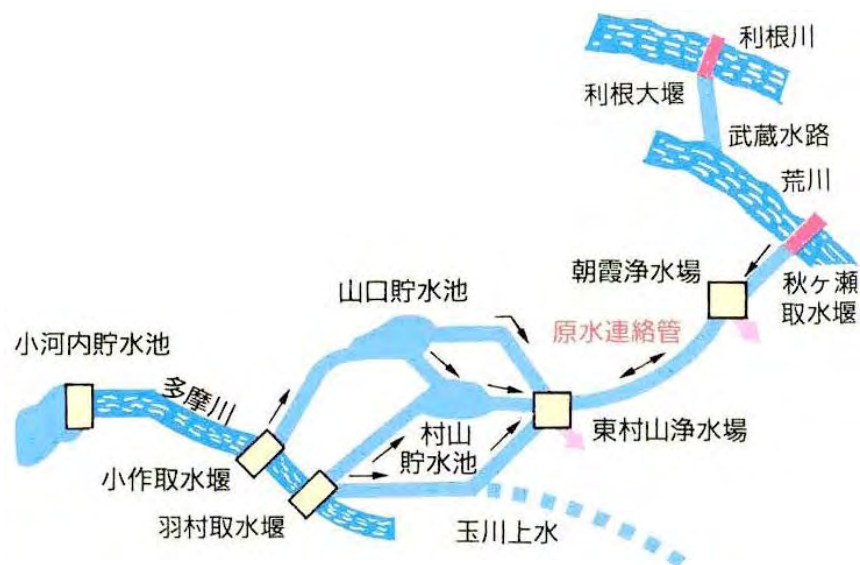 利根川
利根大堰
武蔵水路
荒川
朝霞浄水場
秋ヶ瀬
取水堰
山口貯水池
原水連絡管
小河内貯水池
多摩川
村山
貯水池
東村山浄水場
小作取水堰
羽村取水堰
玉川上水